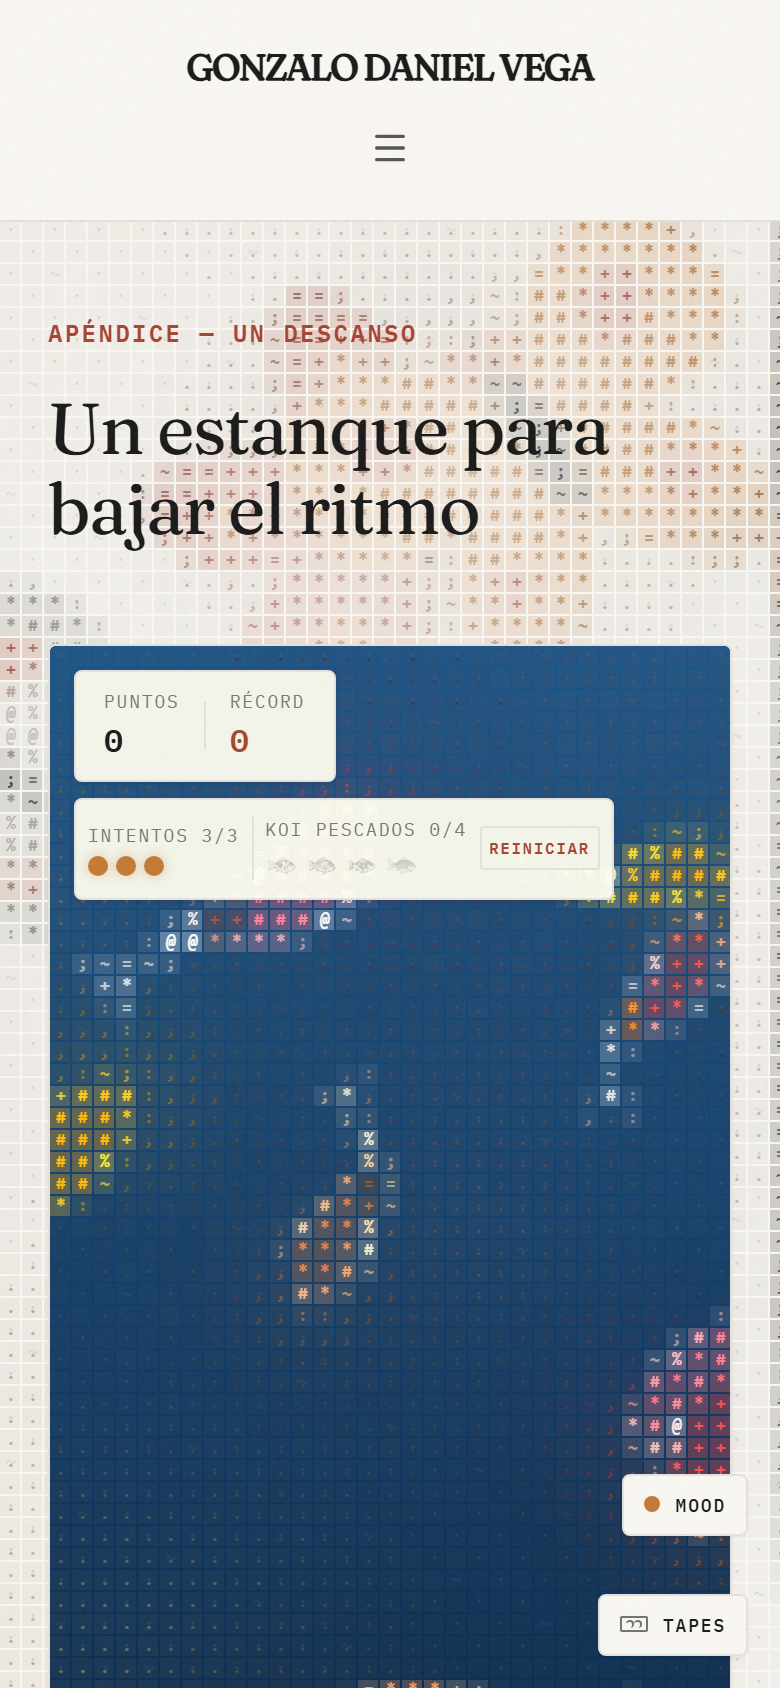 GONZALO DANIEL VEGA
APÉNDICE — UN DESCANSO
Un estanque para
bajar el ritmo
PUNTOS
0
RÉCORD
0
INTENTOS 3/3
KOI PESCADOS 0/4
REINICIAR
MOOD
TAPES